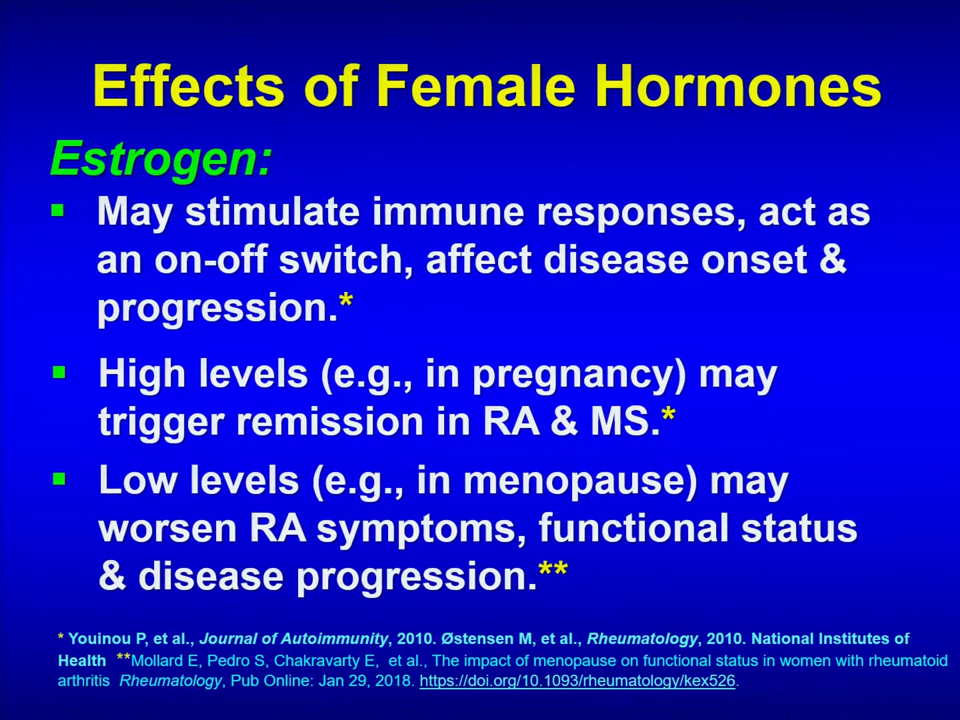 Effects of Female Hormones
Estrogen:
▪ May stimulate immune responses, act as
an on-off switch, affect disease onset &
progression.*
▪ High levels (e.g., in pregnancy) may
trigger remission in RA & MS.*
▪ Low levels (e.g., in menopause) may
worsen RA symptoms, functional status
& disease progression.**
* Youinou P, et al., Journal of Autoimmunity, 2010. Østensen M, et al., Rheumatology, 2010. National Institutes of
Health **Mollard E, Pedro S, Chakravarty E, et al., The impact of menopause on functional status in women with rheumatoid
arthritis Rheumatology, Pub Online: Jan 29, 2018. https://doi.org/10.1093/rheumatology/kex526.